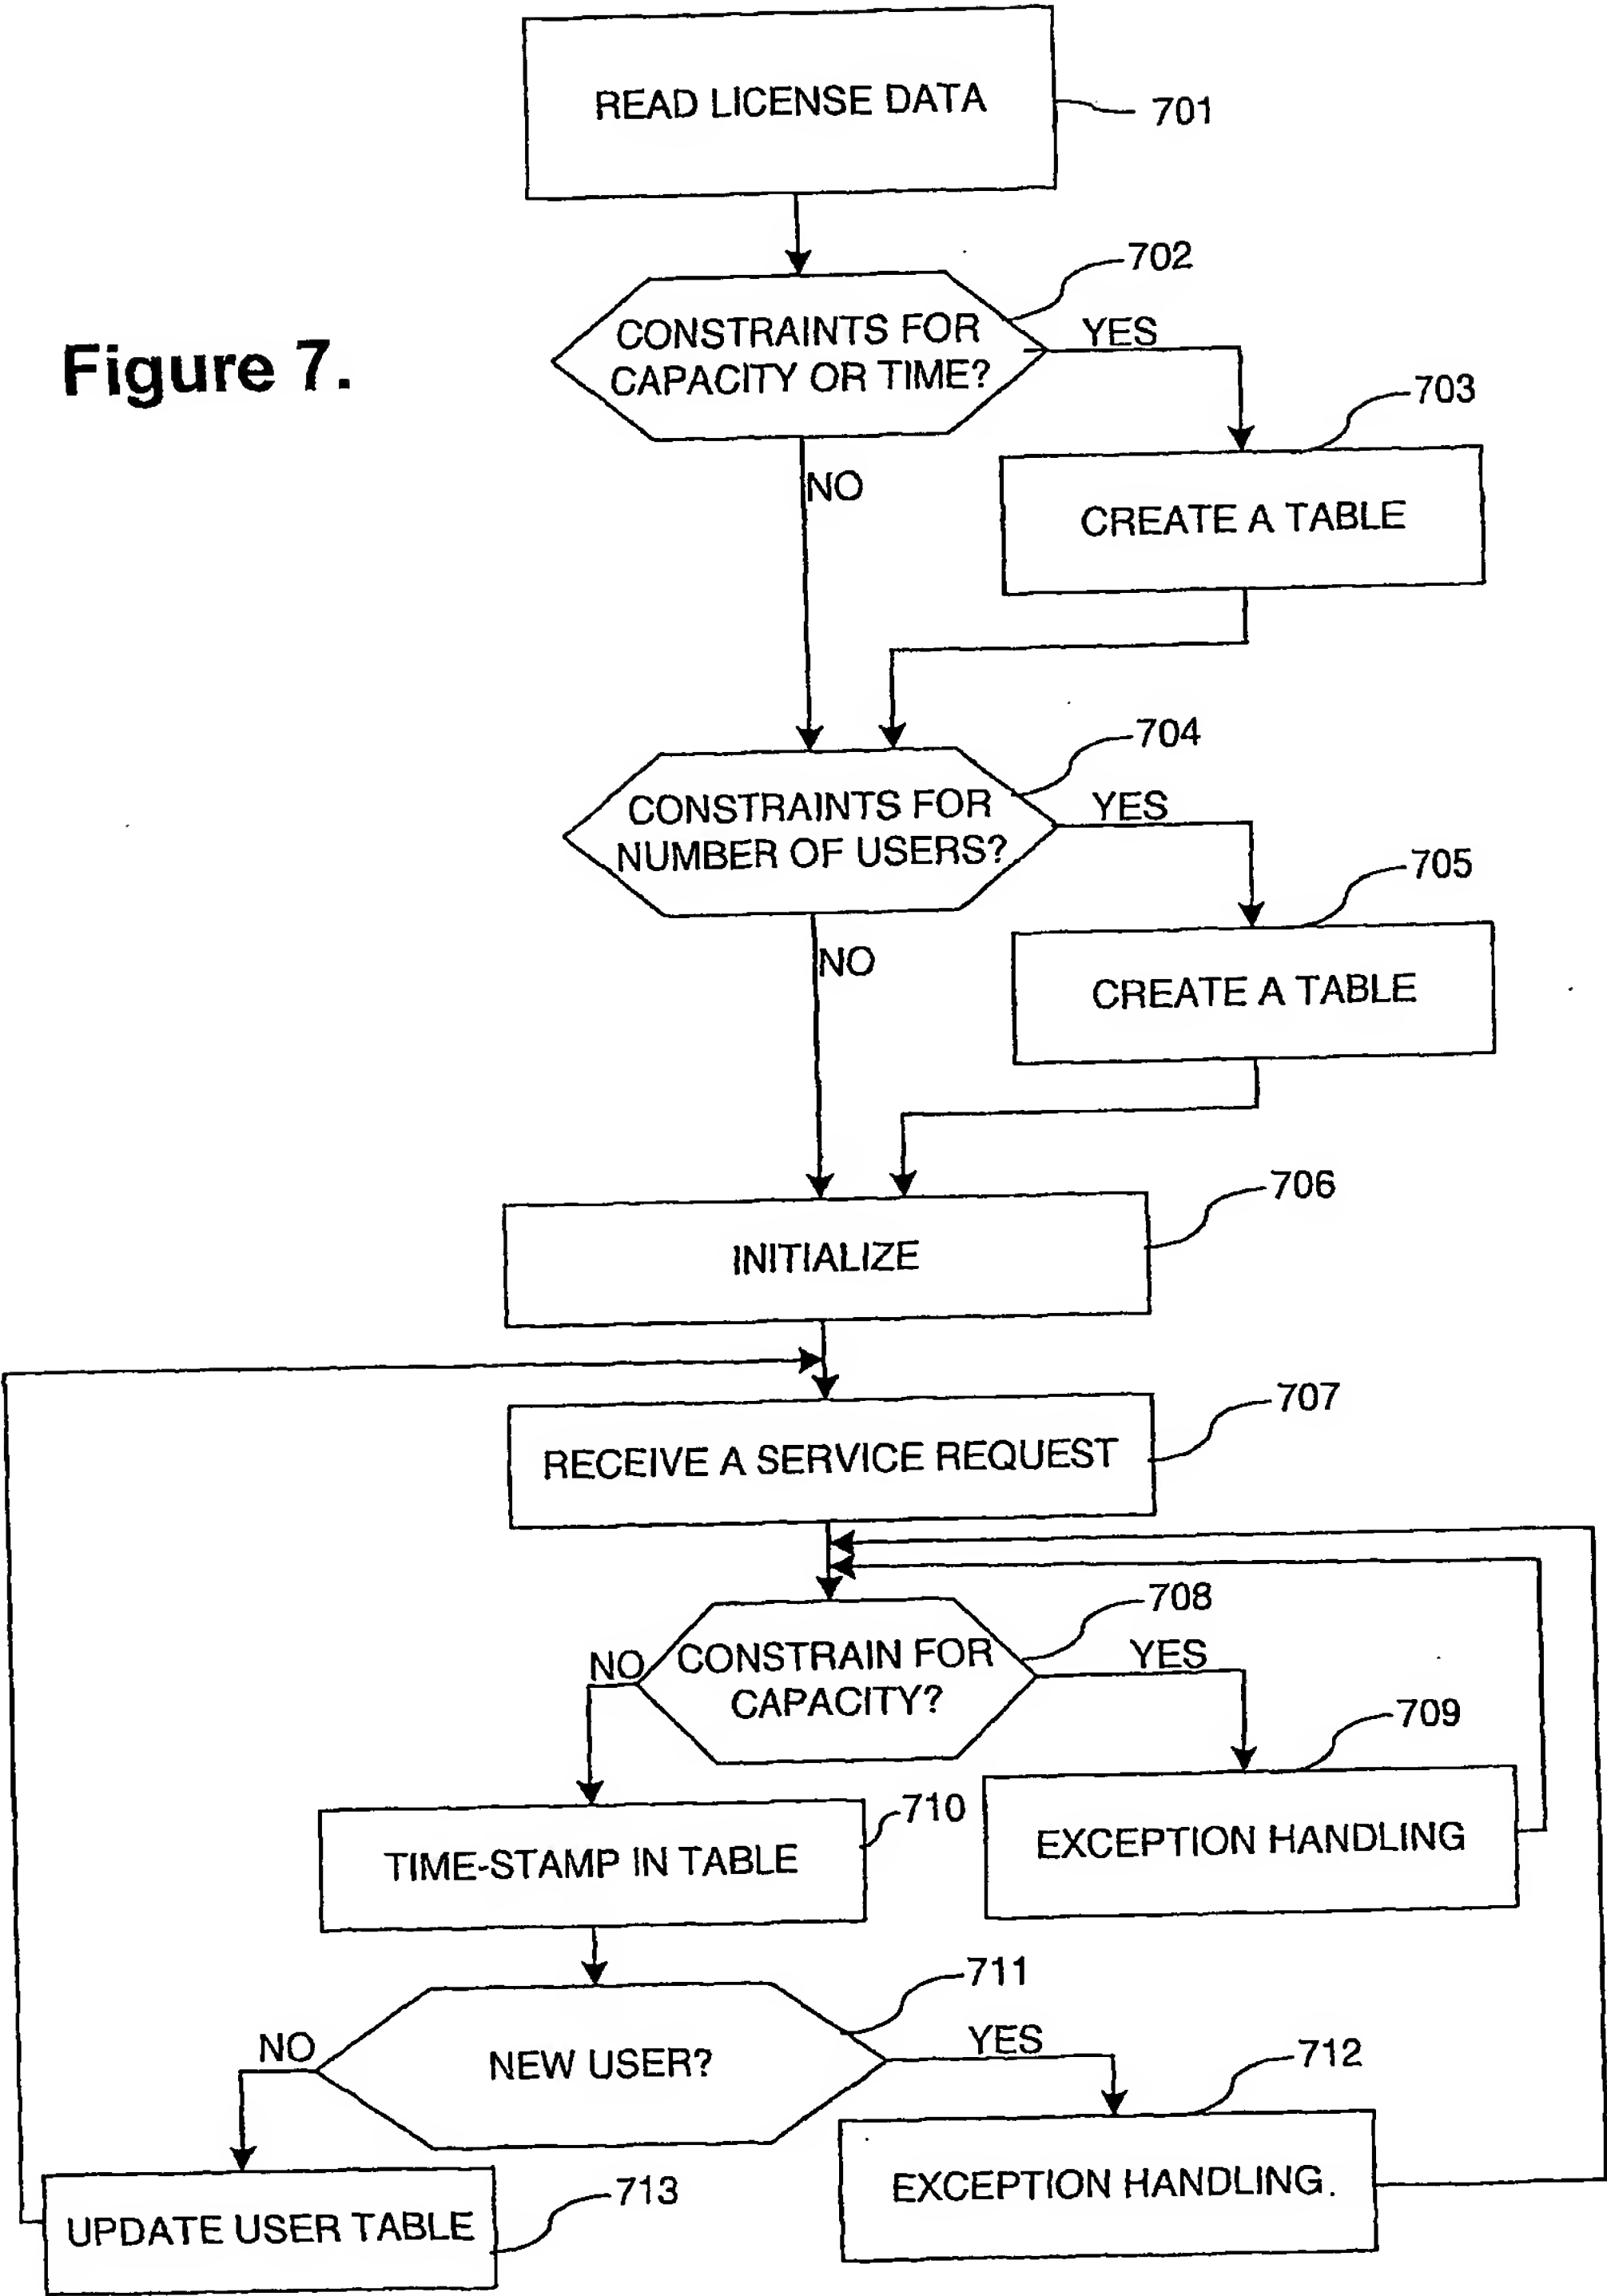 READ LICENSE DATA
701
702
CONSTRAINTS FOR
CAPACITY OR TIME?
YES
Figure 7.
703
NO
CREATE A TABLE
704
CONSTRAINTS FOR
NUMBER OF USERS?
YES
705
NO
CREATE A TABLE
706
INITIALIZE
707
RECEIVE A SERVICE REQUEST
708
NO
CONSTRAIN FOR
CAPACITY?
YES
709
710
TIME-STAMP IN TABLE
EXCEPTION HANDLING
711
NO
NEW USER?
YES
712
EXCEPTION HANDLING.
713
UPDATE USER TABLE